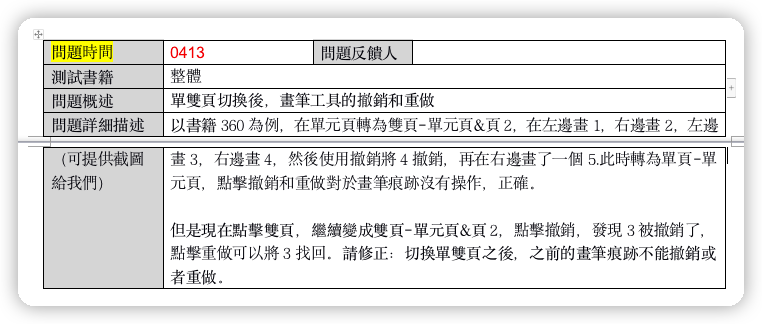 問題時間 0413 問題反饋人
測試書籍 整體
問題概述 單雙頁切換後，畫筆工具的撤銷和重做
問題詳細描述 以書籍 360 為例，在單元頁轉為雙頁-單元頁&頁 2，在左邊畫 1，右邊畫 2，左邊
（可提供截圖 畫 3，右邊畫 4，然後使用撤銷將 4 撤銷，再在右邊畫了一個 5.此時轉為單頁-單
給我們） 元頁，點擊撤銷和重做對於畫筆痕跡沒有操作，正確。
但是現在點擊雙頁，繼續變成雙頁-單元頁&頁 2，點擊撤銷，發現 3 被撤銷了，
點擊重做可以將 3 找回。請修正：切換單雙頁之後，之前的畫筆痕跡不能撤銷或
者重做。